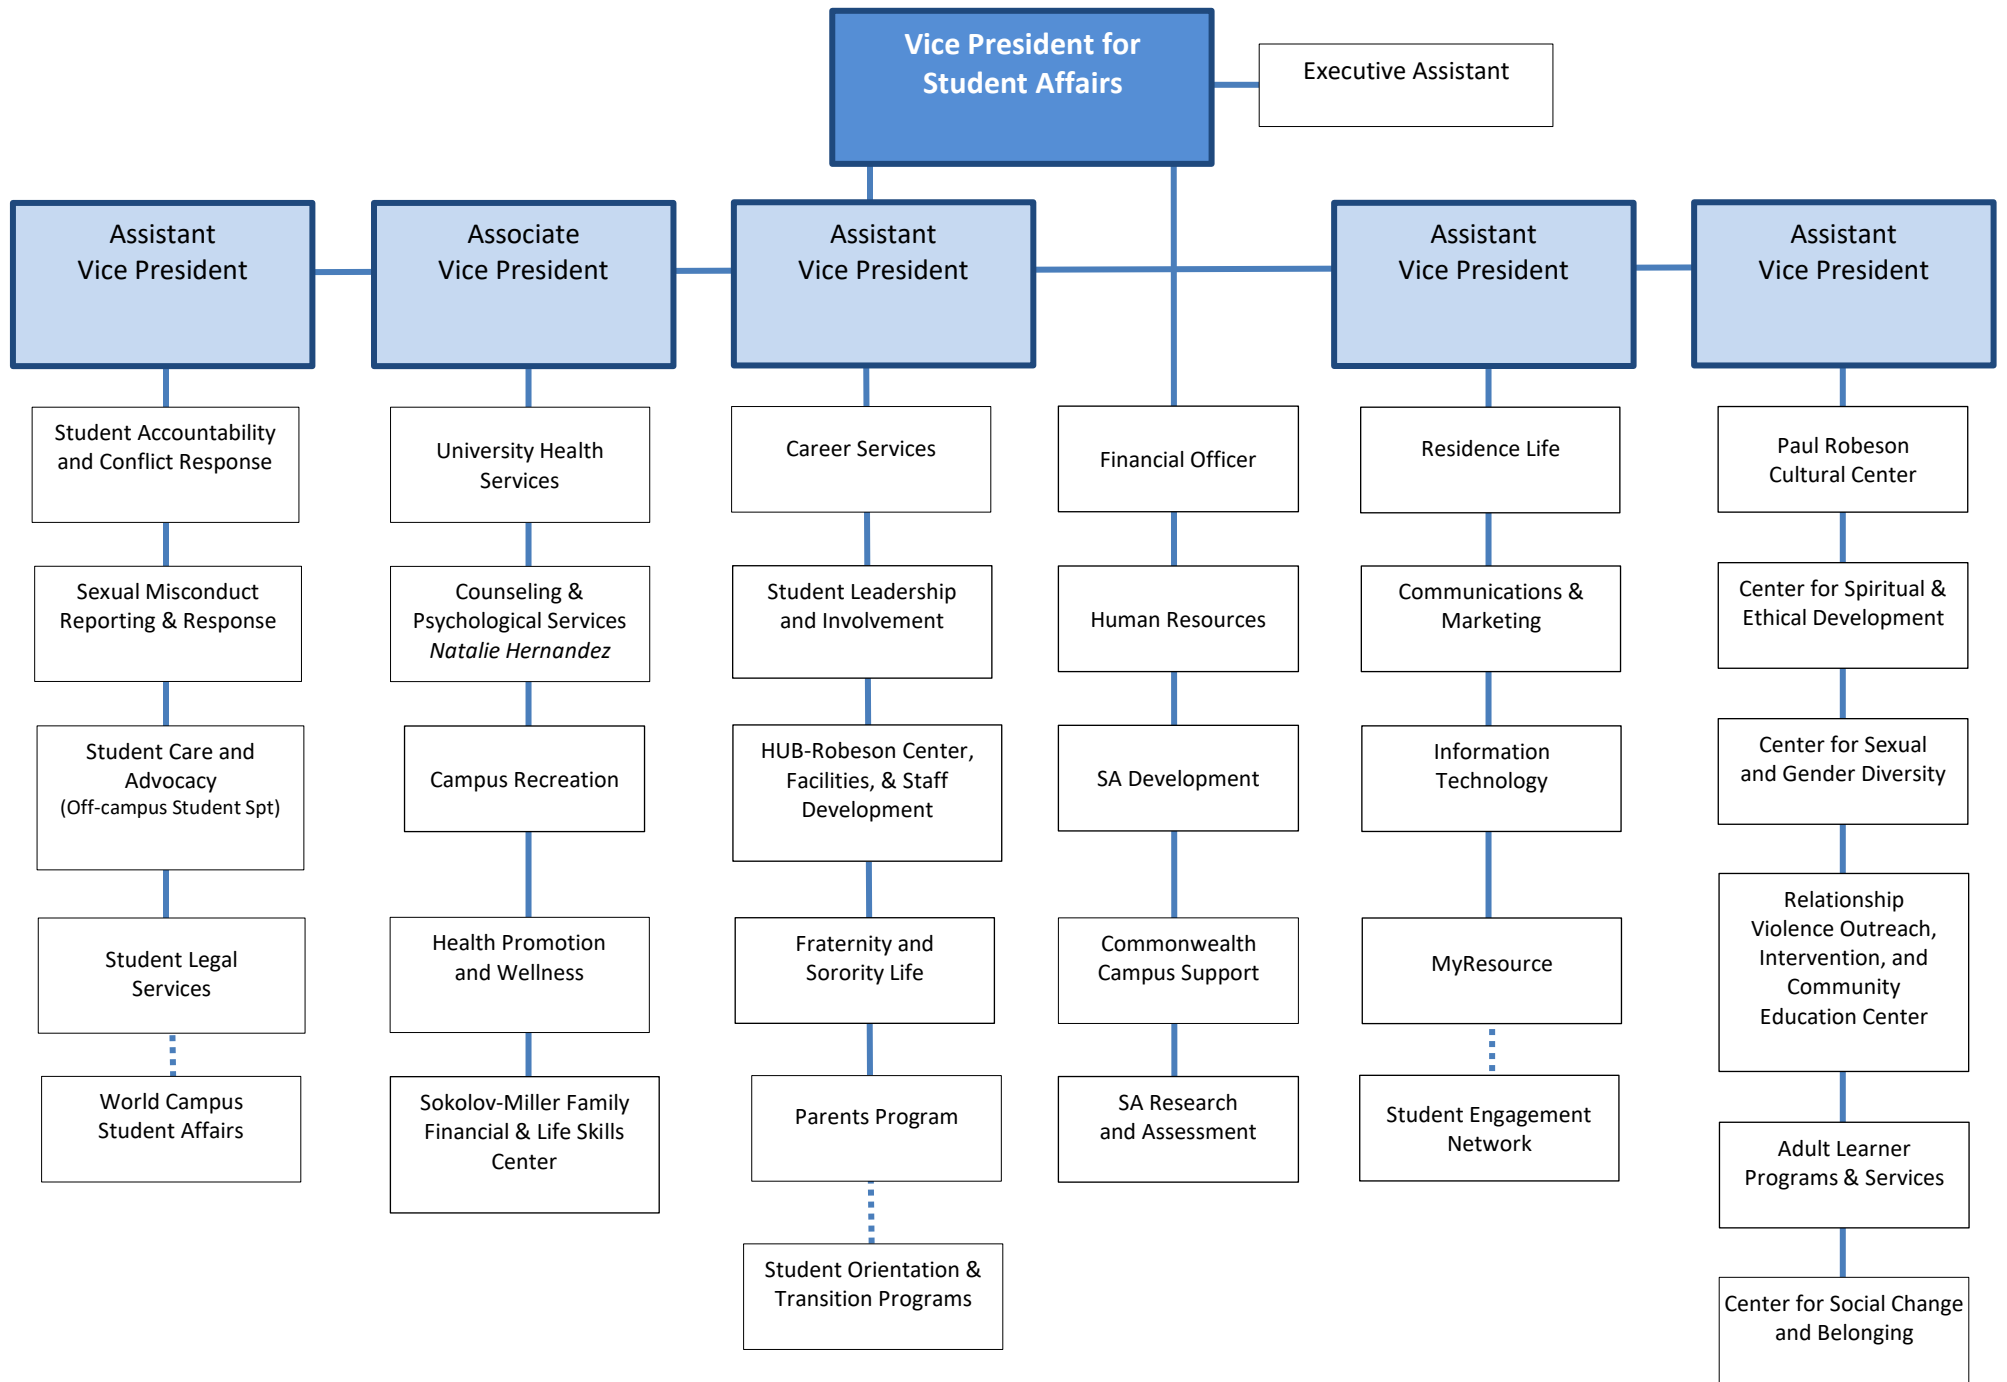 Vice President for
Student Affairs
Executive Assistant
Assistant
Vice President
Associate
Vice President
Assistant
Vice President
Assistant
Vice President
Assistant
Vice President
Student Accountability
and Conflict Response
Sexual Misconduct
Reporting & Response
Student Care and
Advocacy
(Off-campus Student Spt)
Student Legal
Services
World Campus
Student Affairs
University Health
Services
Counseling &
Psychological Services
Natalie Hernandez
Campus Recreation
Health Promotion
and Wellness
Sokolov-Miller Family
Financial & Life Skills
Center
Career Services
Student Leadership
and Involvement
HUB-Robeson Center,
Facilities, & Staff
Development
Fraternity and
Sorority Life
Parents Program
Student Orientation &
Transition Programs
Financial Officer
Human Resources
SA Development
Commonwealth
Campus Support
SA Research
and Assessment
Residence Life
Communications &
Marketing
Information
Technology
MyResource
Student Engagement
Network
Paul Robeson
Cultural Center
Center for Spiritual &
Ethical Development
Center for Sexual
and Gender Diversity
Relationship
Violence Outreach,
Intervention, and
Community
Education Center
Adult Learner
Programs & Services
Center for Social Change
and Belonging